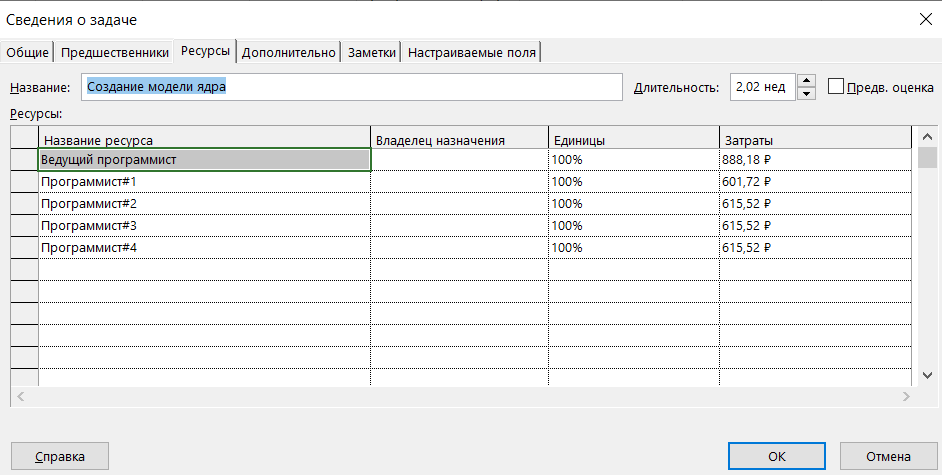 Сведения о задаче
Общие Предшественники Ресурсы Дополнительно Заметки Настраиваемые поля
Название: Создание модели ядра Длительность: 2,02 нед Предв. оценка
Ресурсы:
Название ресурса Владелец назначения Единицы Затраты
Ведущий программист 100% 888,18 ₽
Программист#1 100% 601,72 ₽
Программист#2 100% 615,52 ₽
Программист#3 100% 615,52 ₽
Программист#4 100% 615,52 ₽
Справка ОК Отмена